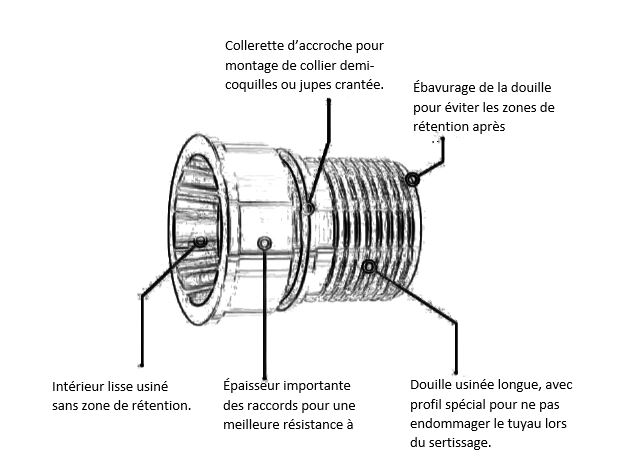 Collerette d’accroche pour
montage de collier demi-
coquilles ou jupes crantée.
Ébavurage de la douille
pour éviter les zones de
rétention après
...
Intérieur lisse usiné
sans zone de rétention.
Épaisseur importante
des raccords pour une
meilleure résistance à
Douille usinée longue, avec
profil spécial pour ne pas
endommager le tuyau lors
du sertissage.